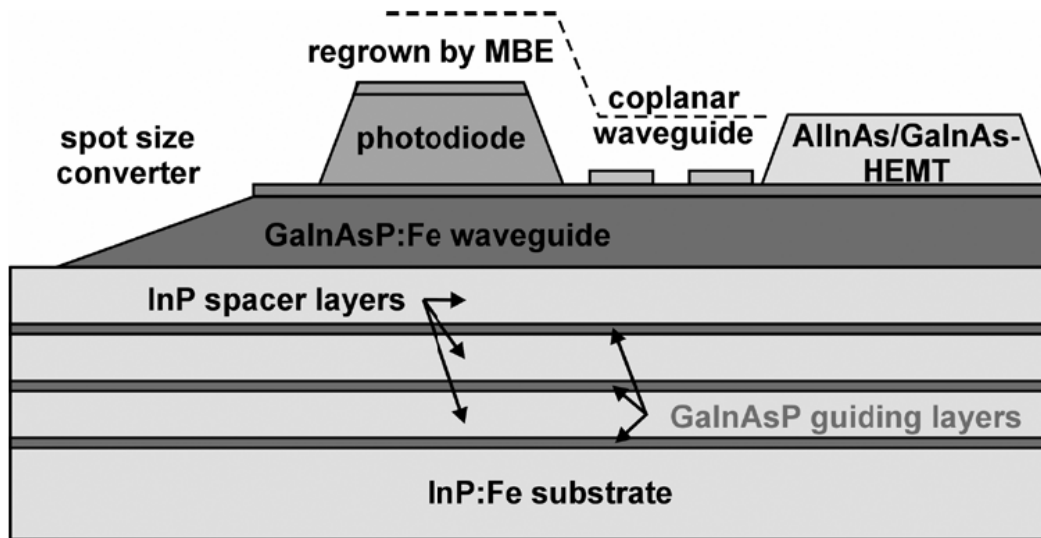 regrown by MBE
coplanar
waveguide
spot size
converter
photodiode
AlInAs/GaInAs-
HEMT
GaInAsP:Fe waveguide
InP spacer layers
GaInAsP guiding layers
InP:Fe substrate